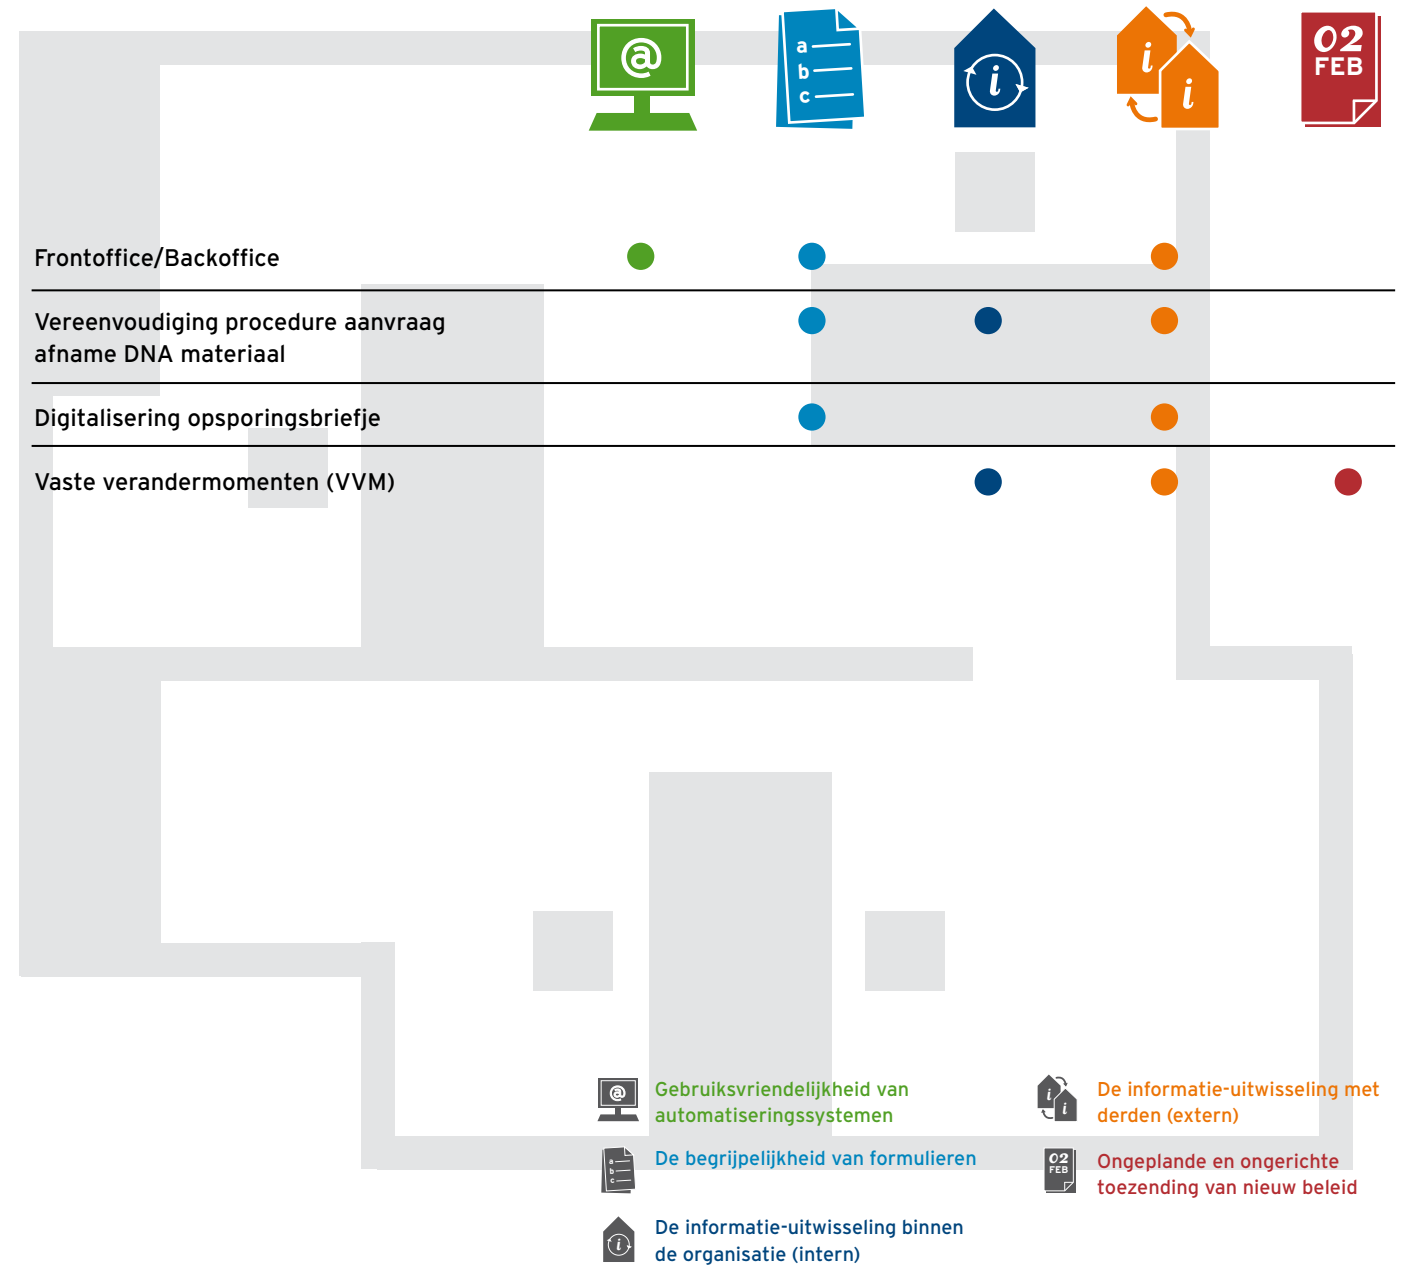 @
a
b
c
i
i
i
02
FEB
Frontoffice/Backoffice
Vereenvoudiging procedure aanvraag
afname DNA materiaal
Digitalisering opsporingsbriefje
Vaste verandermomenten (VVM)
@
Gebruiksvriendelijkheid van
automatiseringssystemen
a
b
c
De begrijpelijkheid van formulieren
i
De informatie-uitwisseling binnen
de organisatie (intern)
i
i
De informatie-uitwisseling met
derden (extern)
02
FEB
Ongeplande en ongerichte
toezending van nieuw beleid